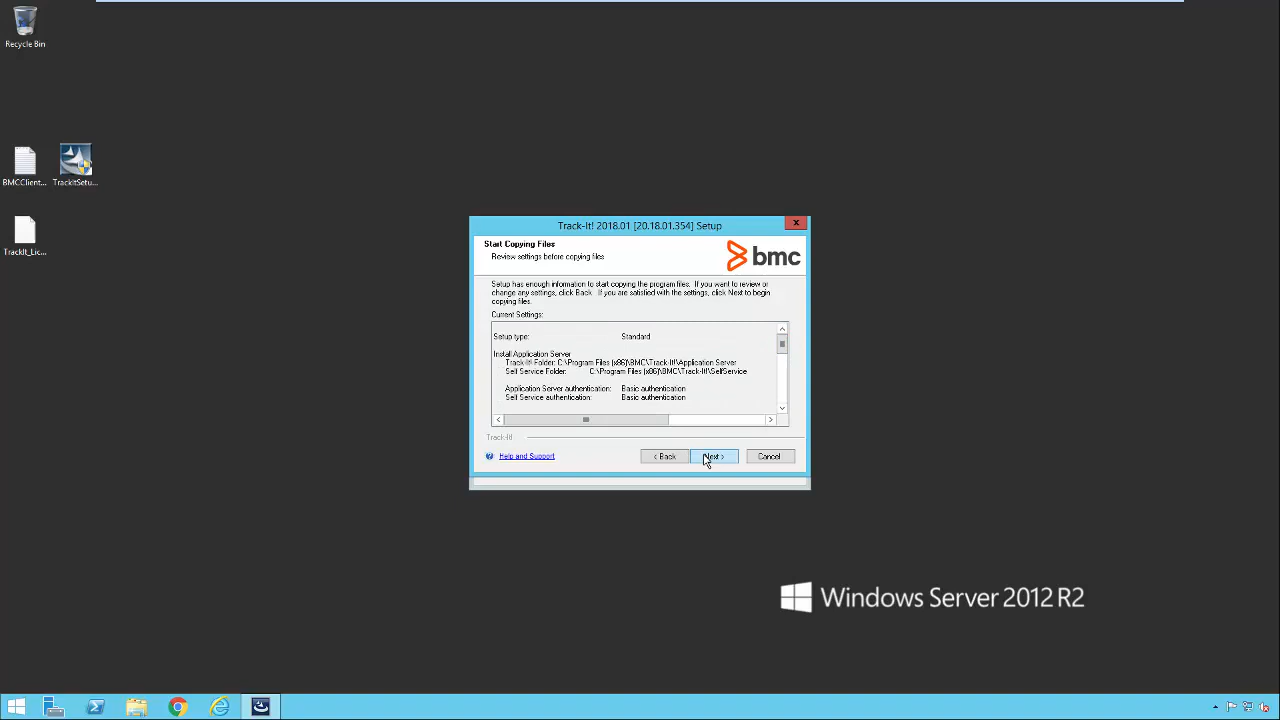 Recycle Bin
BMCClient...
TrackItSetu...
TrackIt_Lic...
Track-It! 2018.01 [20.18.01.354] Setup
x
Start Copying Files
Review settings before copying files
bmc
Setup has enough information to start copying the program files. If you want to review or
change any settings, click Back. If you are satisfied with the settings, click Next to begin
copying files.
Current Settings:
Setup type: Standard
Install Application Server
Track-It! Folder: C:\Program Files (x86)\BMC\Track-It!\Application Server
Self Service Folder: C:\Program Files (x86)\BMC\Track-It!\SelfService
Application Server authentication: Basic authentication
Self Service authentication: Basic authentication
Track-It!
Help and Support
< Back
Next >
Cancel
Windows Server 2012 R2